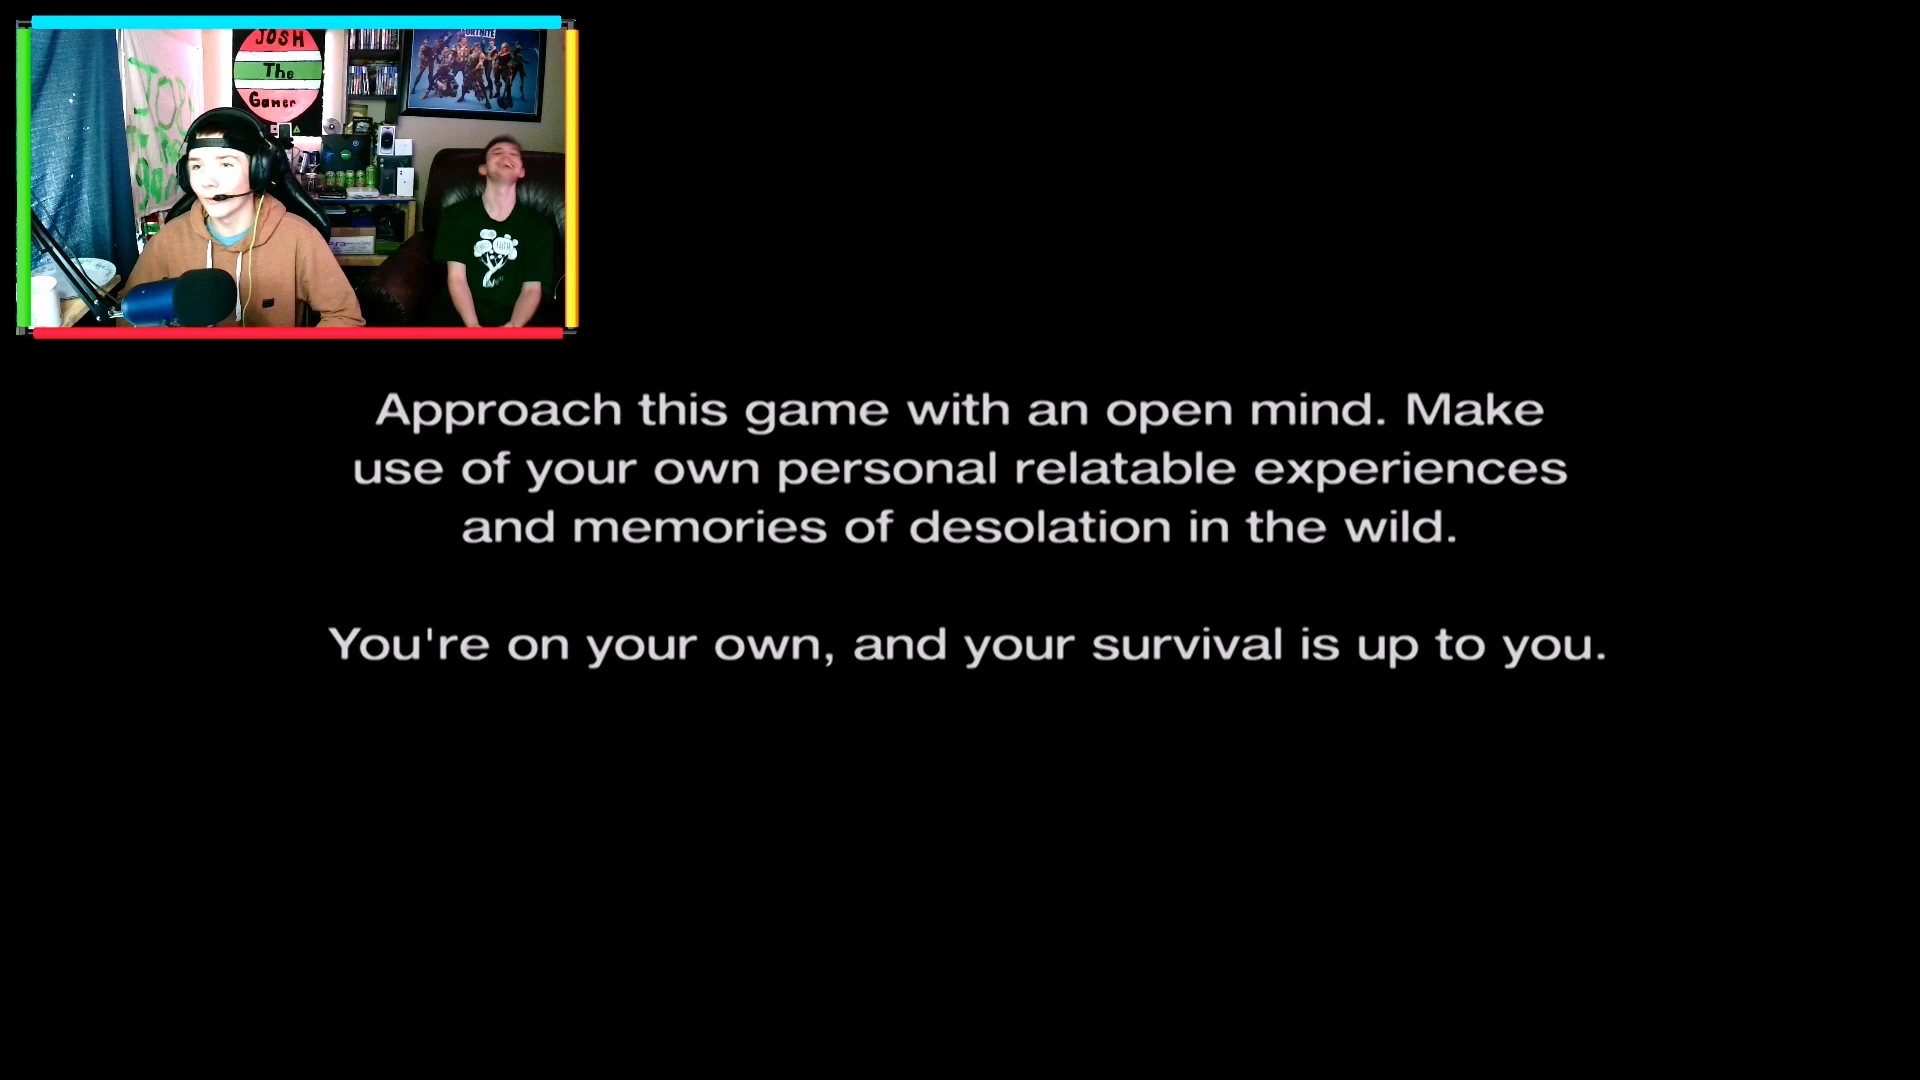 JOSH
The
Gamer
FORTNITE
Approach this game with an open mind. Make
use of your own personal relatable experiences
and memories of desolation in the wild.
You're on your own, and your survival is up to you.